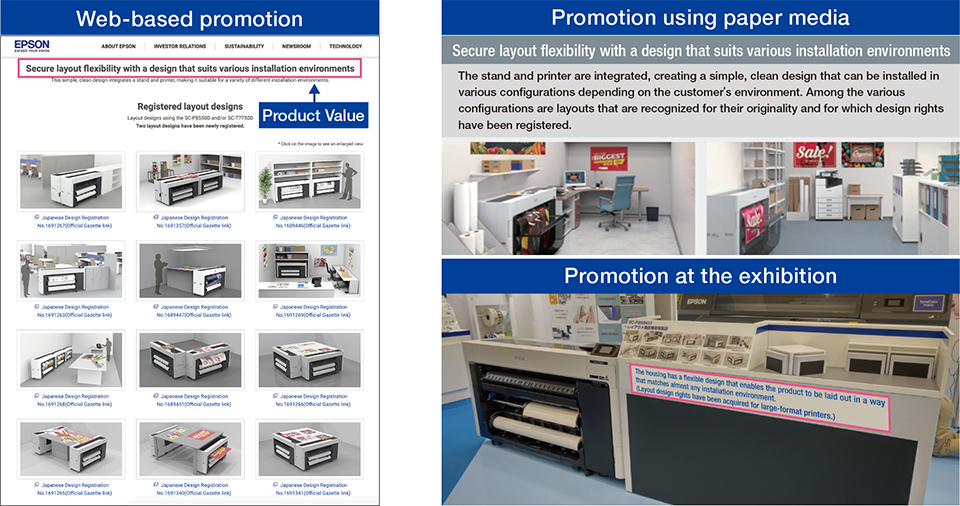 Web-based promotion
EPSON
EXCEED YOUR VISION
ABOUT EPSON
INVESTOR RELATIONS
SUSTAINABILITY
NEWSROOM
TECHNOLOGY
Secure layout flexibility with a design that suits various installation environments
This simple, clean design integrates a stand and printer, making it suitable for a variety of different installation environments.
Product Value
Registered layout designs
Layout designs using the SC-P8550D and/or SC-T7750D
Two layout designs have been newly registered.
* Click on the image to see an enlarged view
Japanese Design Registration
No.1691267(Official Gazette link)
Japanese Design Registration
No.1691357(Official Gazette link)
Japanese Design Registration
No.1689446(Official Gazette link)
Japanese Design Registration
No.1691263(Official Gazette link)
Japanese Design Registration
No.1689447(Official Gazette link)
Japanese Design Registration
No.1691269(Official Gazette link)
Japanese Design Registration
No.1691268(Official Gazette link)
Japanese Design Registration
No.1689451(Official Gazette link)
Japanese Design Registration
No.1691266(Official Gazette link)
Japanese Design Registration
No.1691265(Official Gazette link)
Japanese Design Registration
No.1691340(Official Gazette link)
Japanese Design Registration
No.1691341(Official Gazette link)
Promotion using paper media
Secure layout flexibility with a design that suits various installation environments
The stand and printer are integrated, creating a simple, clean design that can be installed in
various configurations depending on the customer's environment. Among the various
configurations are layouts that are recognized for their originality and for which design rights
have been registered.
BIGGEST
Sale!
Sale
Promotion at the exhibition
EPSON
The housing has a flexible design that enables the product to be laid out in a way
that matches almost any installation environment.
(Layout design rights have been acquired for large-format printers.)